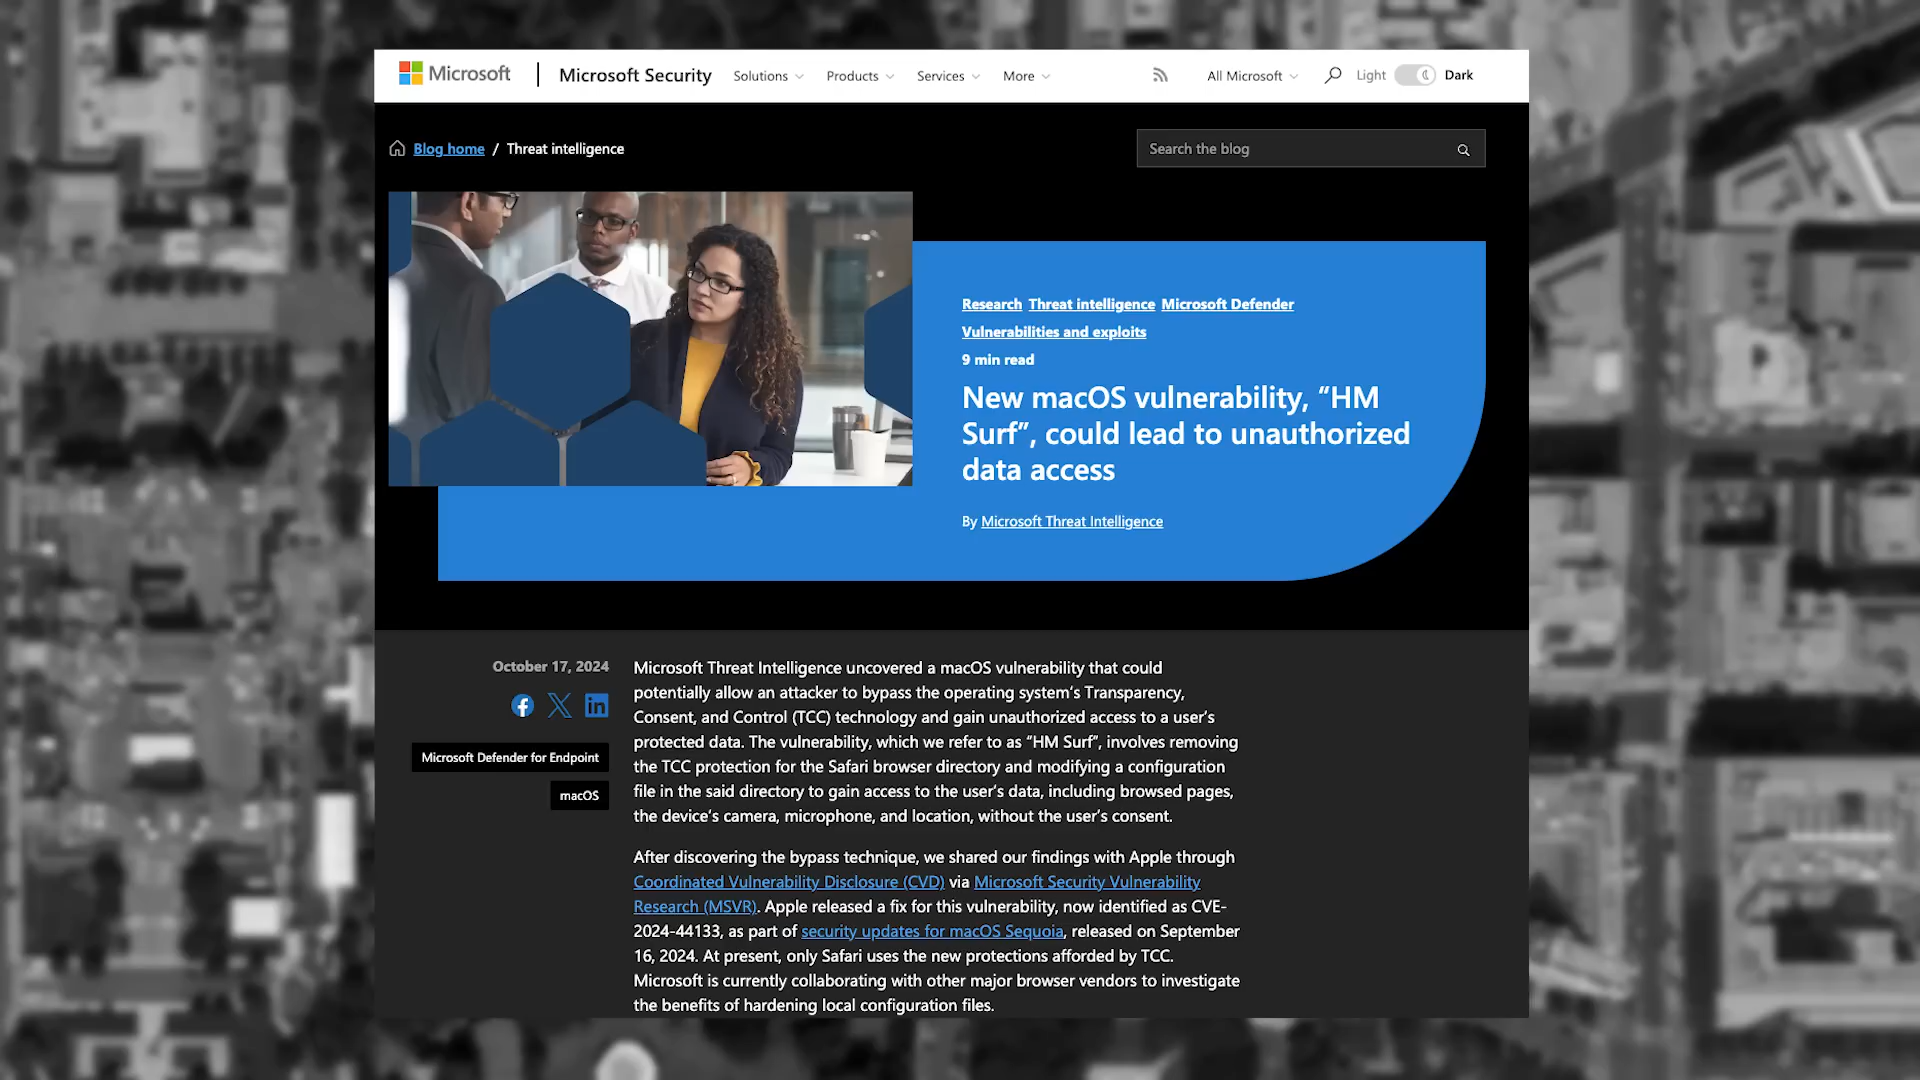 Microsoft | Microsoft Security Solutions Products Services More All Microsoft Light Dark
Blog home / Threat intelligence
Search the blog
Research Threat intelligence Microsoft Defender
Vulnerabilities and exploits
9 min read
New macOS vulnerability, “HM
Surf”, could lead to unauthorized
data access
By Microsoft Threat Intelligence
October 17, 2024
Microsoft Defender for Endpoint
macOS
Microsoft Threat Intelligence uncovered a macOS vulnerability that could
potentially allow an attacker to bypass the operating system’s Transparency,
Consent, and Control (TCC) technology and gain unauthorized access to a user’s
protected data. The vulnerability, which we refer to as “HM Surf”, involves removing
the TCC protection for the Safari browser directory and modifying a configuration
file in the said directory to gain access to the user’s data, including browsed pages,
the device’s camera, microphone, and location, without the user’s consent.
After discovering the bypass technique, we shared our findings with Apple through
Coordinated Vulnerability Disclosure (CVD) via Microsoft Security Vulnerability
Research (MSVR). Apple released a fix for this vulnerability, now identified as CVE-
2024-44133, as part of security updates for macOS Sequoia, released on September
16, 2024. At present, only Safari uses the new protections afforded by TCC.
Microsoft is currently collaborating with other major browser vendors to investigate
the benefits of hardening local configuration files.